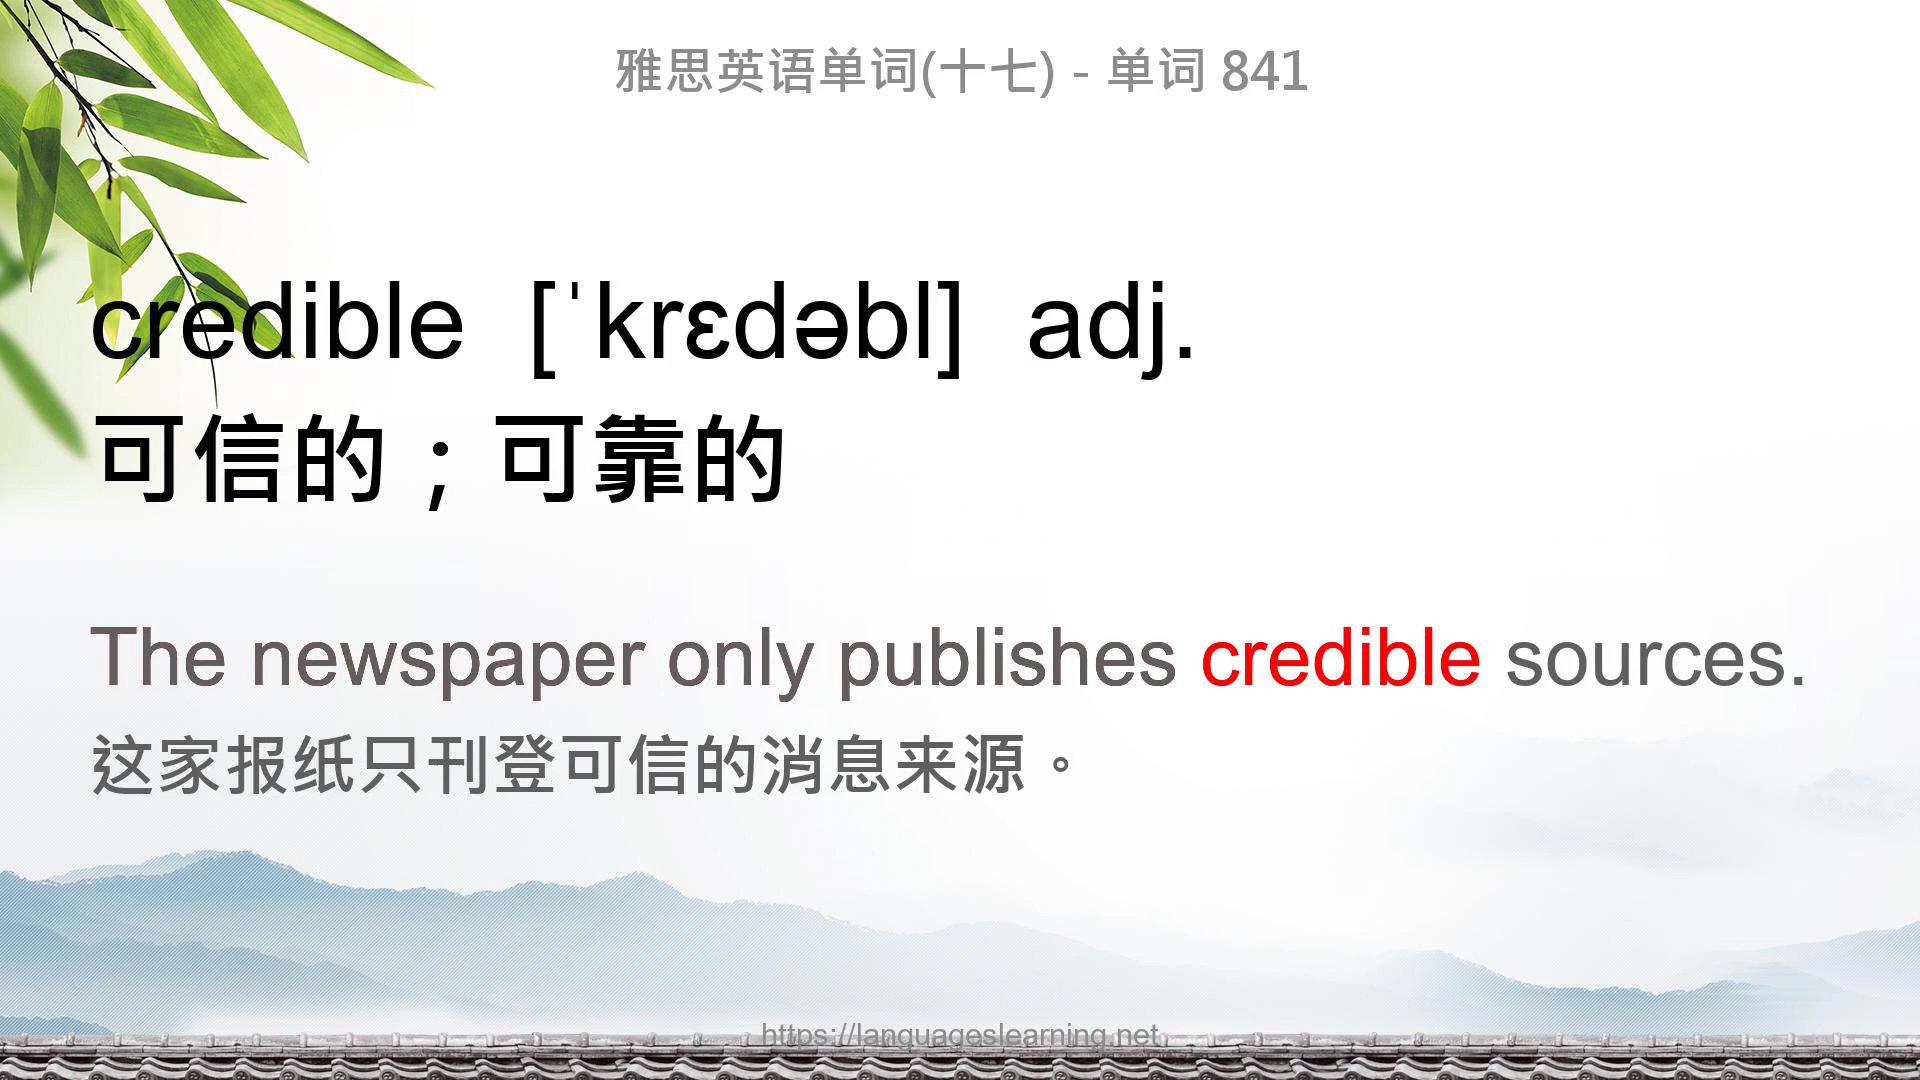 雅思英语单词(十七) - 单词 841
credible [ˈkrɛdəbl] adj.
可信的；可靠的
The newspaper only publishes credible sources.
这家报纸只刊登可信的消息来源。
https://languageslearning.net